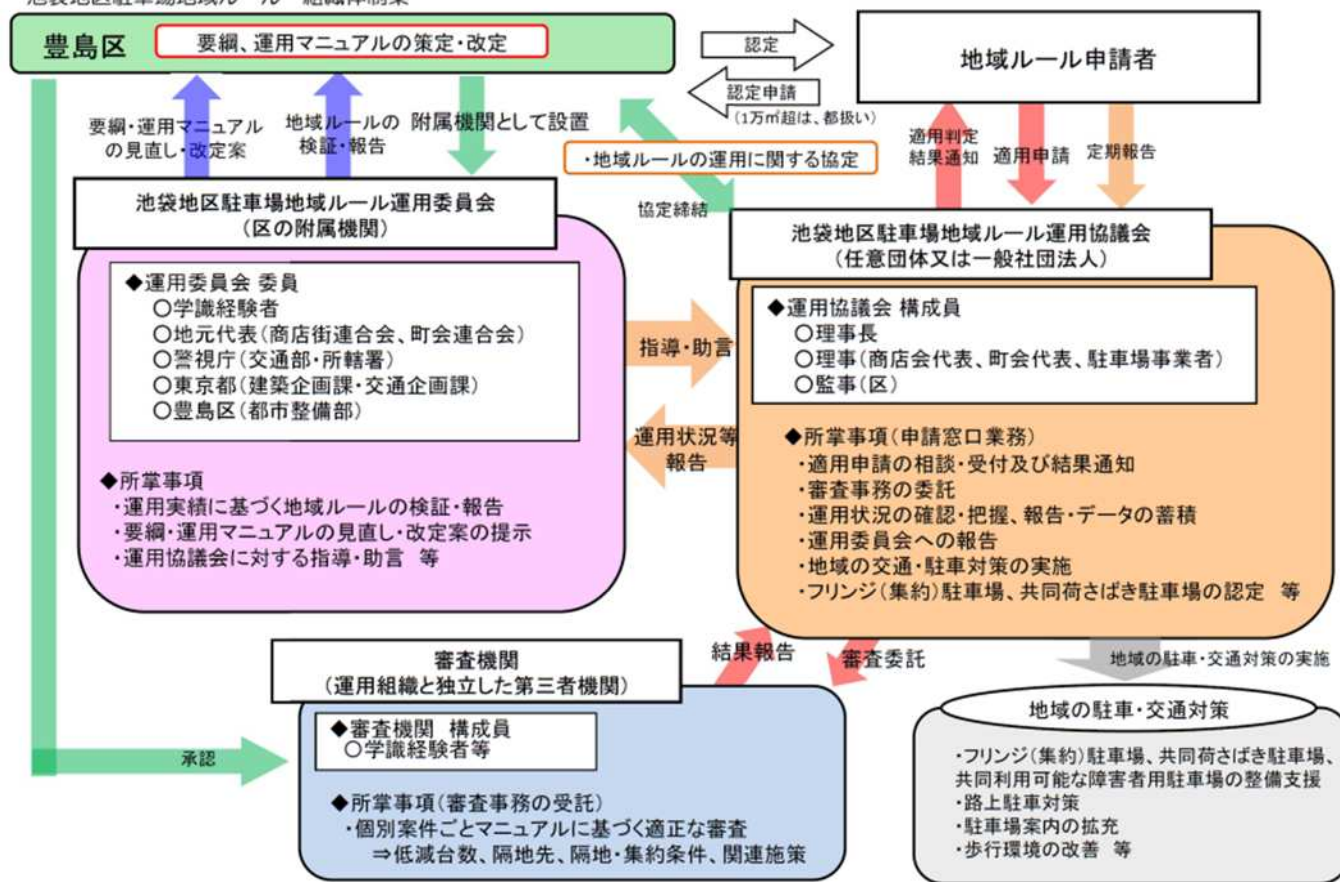 池袋地区駐車場地域ルール 組織体制案
豊島区
要綱、運用マニュアルの策定・改定
認定
認定申請
(1万㎡超は、都扱い)
地域ルール申請者
要綱・運用マニュアル
の見直し・改定案
地域ルールの
検証・報告
附属機関として設置
・地域ルールの運用に関する協定
協定締結
適用判定
結果通知
適用申請
定期報告
池袋地区駐車場地域ルール運用委員会
(区の附属機関)
◆運用委員会 委員
○学識経験者
○地元代表(商店街連合会、町会連合会)
○警視庁(交通部・所轄署)
○東京都(建築企画課・交通企画課)
○豊島区(都市整備部)
◆所掌事項
・運用実績に基づく地域ルールの検証・報告
・要綱・運用マニュアルの見直し・改定案の提示
・運用協議会に対する指導・助言 等
指導・助言
運用状況等
報告
池袋地区駐車場地域ルール運用協議会
(任意団体又は一般社団法人)
◆運用協議会 構成員
○理事長
○理事(商店会代表、町会代表、駐車場事業者)
○監事(区)
◆所掌事項(申請窓口業務)
・適用申請の相談・受付及び結果通知
・審査事務の委託
・運用状況の確認・把握、報告・データの蓄積
・運用委員会への報告
・地域の交通・駐車対策の実施
・フリンジ(集約)駐車場、共同荷さばき駐車場の認定 等
結果報告
審査委託
地域の駐車・交通対策の実施
承認
審査機関
(運用組織と独立した第三者機関)
◆審査機関 構成員
○学識経験者等
◆所掌事項(審査事務の受託)
・個別案件ごとマニュアルに基づく適正な審査
⇒低減台数、隔地先、隔地・集約条件、関連施策
地域の駐車・交通対策
・フリンジ(集約)駐車場、共同荷さばき駐車場、
共同利用可能な障害者用駐車場の整備支援
・路上駐車対策
・駐車場案内の拡充
・歩行環境の改善 等